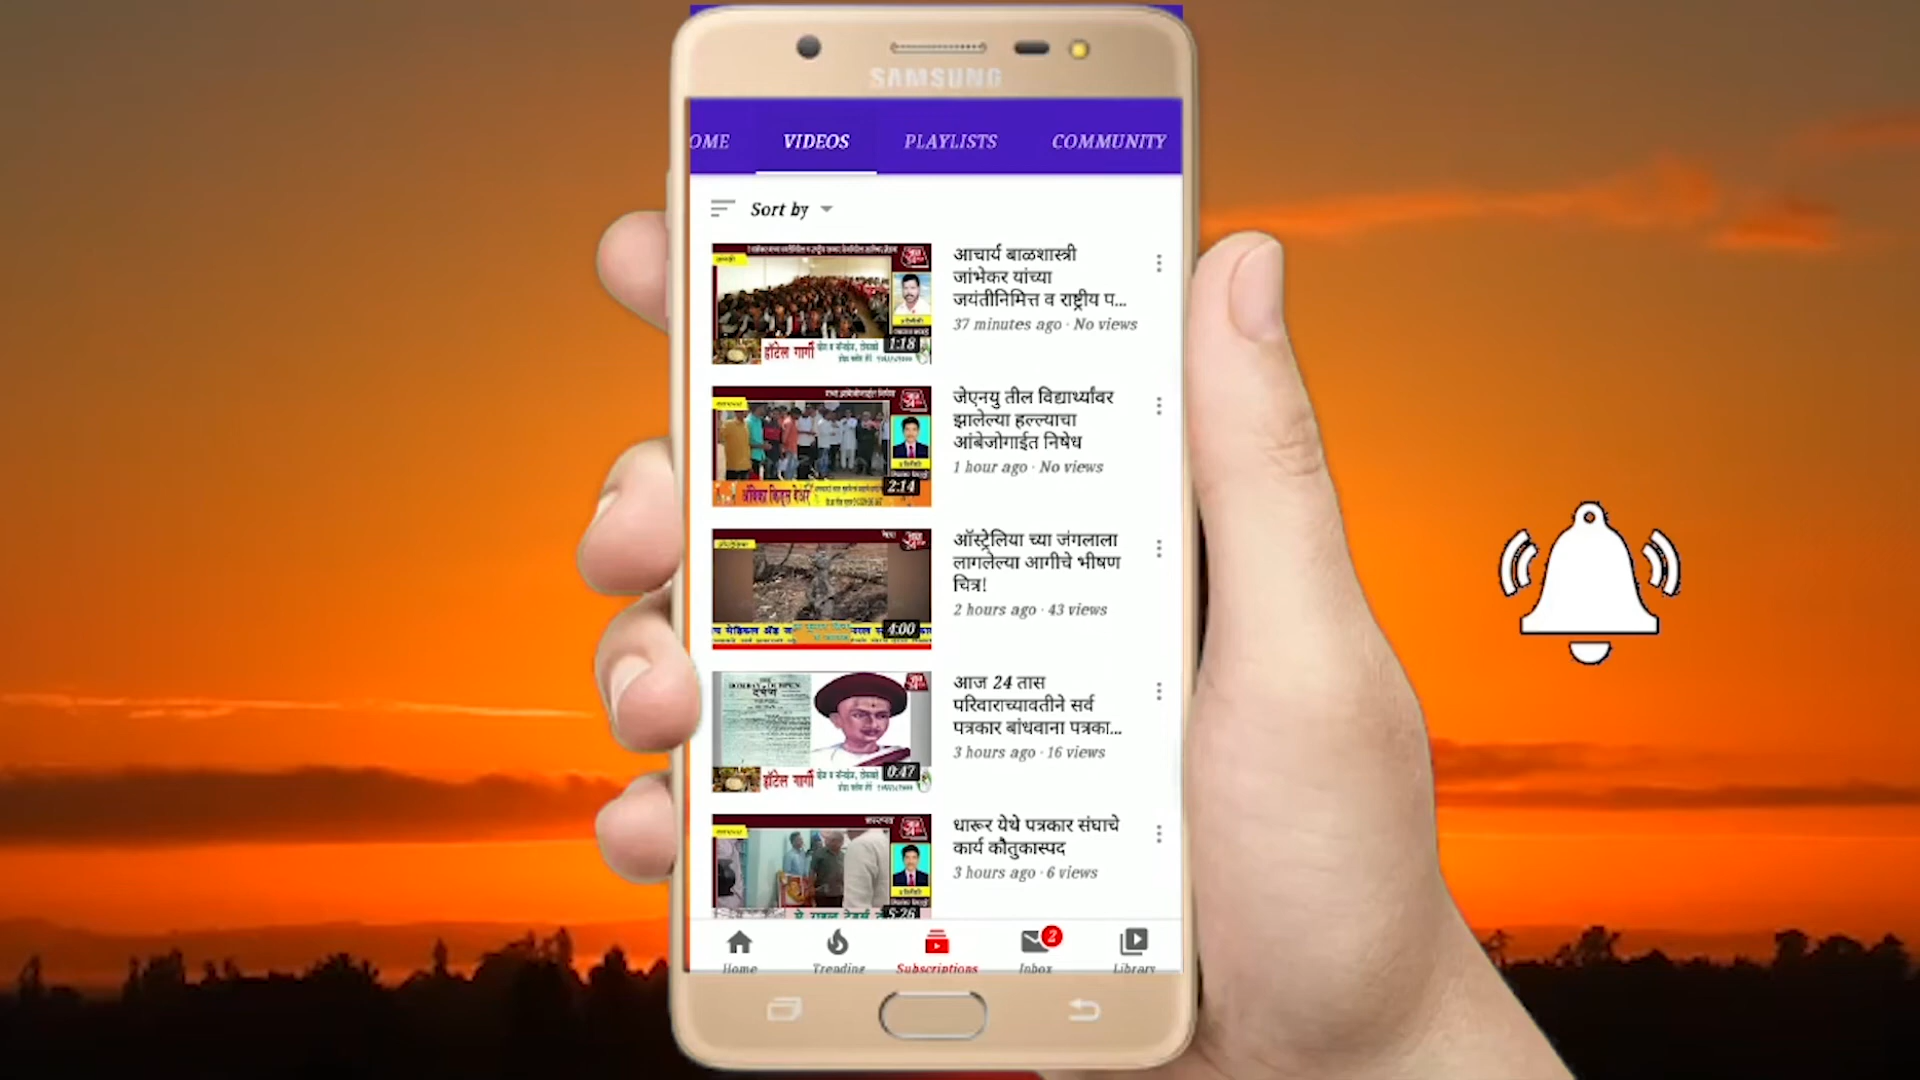 SAMSUNG
OME VIDEOS PLAYLISTS COMMUNITY
Sort by
आचार्य बाळशास्त्री
जांभेकर यांच्या
जयंतीनिमित्त व राष्ट्रीय प...
37 minutes ago · No views
हॉटेल गार्गी
1:18
जेएनयु तील विद्यार्थ्यांवर
झालेल्या हल्ल्याचा
आंबेजोगाईत निषेध
1 hour ago · No views
2:14
ऑस्ट्रेलिया च्या जंगलाला
लागलेल्या आगीचे भीषण
चित्र!
2 hours ago · 43 views
4:00
आज 24 तास
परिवाराच्यावतीने सर्व
पत्रकार बांधवाना पत्रका...
3 hours ago · 16 views
हॉटेल गार्गी
0:47
धारूर येथे पत्रकार संघाचे
कार्य कौतुकास्पद
3 hours ago · 6 views
5:26
2
Home Trending Subscriptions Inbox Library